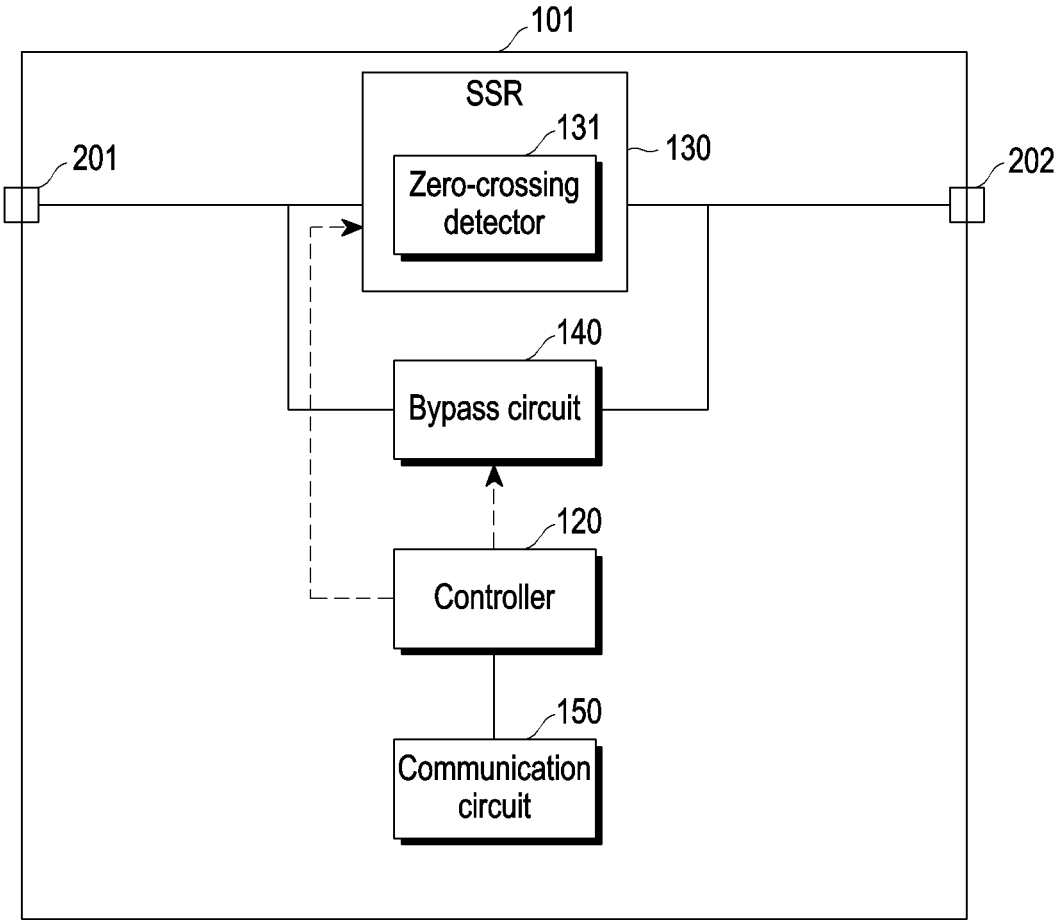 101
SSR
131
130
201
202
Zero-crossing
detector
140
Bypass circuit
120
Controller
150
Communication
circuit